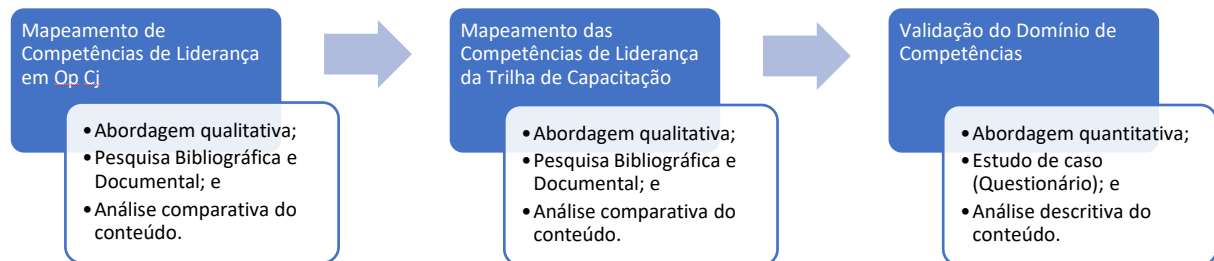 Mapeamento de
Competências de Liderança
em Op Cj
•Abordagem qualitativa;
•Pesquisa Bibliográfica e
Documental; e
•Análise comparativa do
conteúdo.
Mapeamento das
Competências de Liderança
da Trilha de Capacitação
•Abordagem qualitativa;
•Pesquisa Bibliográfica e
Documental; e
•Análise comparativa do
conteúdo.
Validação do Domínio de
Competências
•Abordagem quantitativa;
•Estudo de caso
(Questionário); e
•Análise descritiva do
conteúdo.